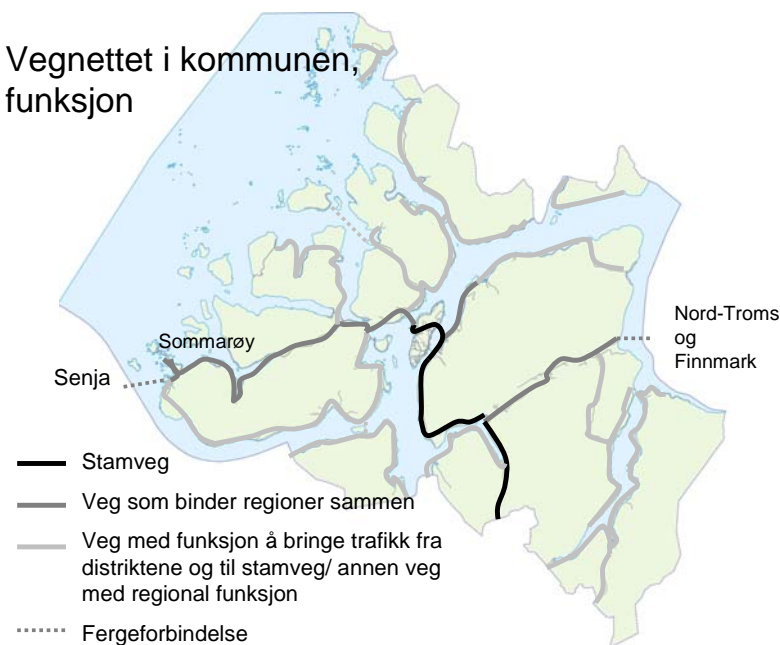 Vegnettet i kommunen,
funksjon
Nord-Troms
og
Finnmark
Sommarøy
Senja
Stamveg
Veg som binder regioner sammen
Veg med funksjon å bringe trafikk fra
distriktene og til stamveg/ annen veg
med regional funksjon
Fergeforbindelse